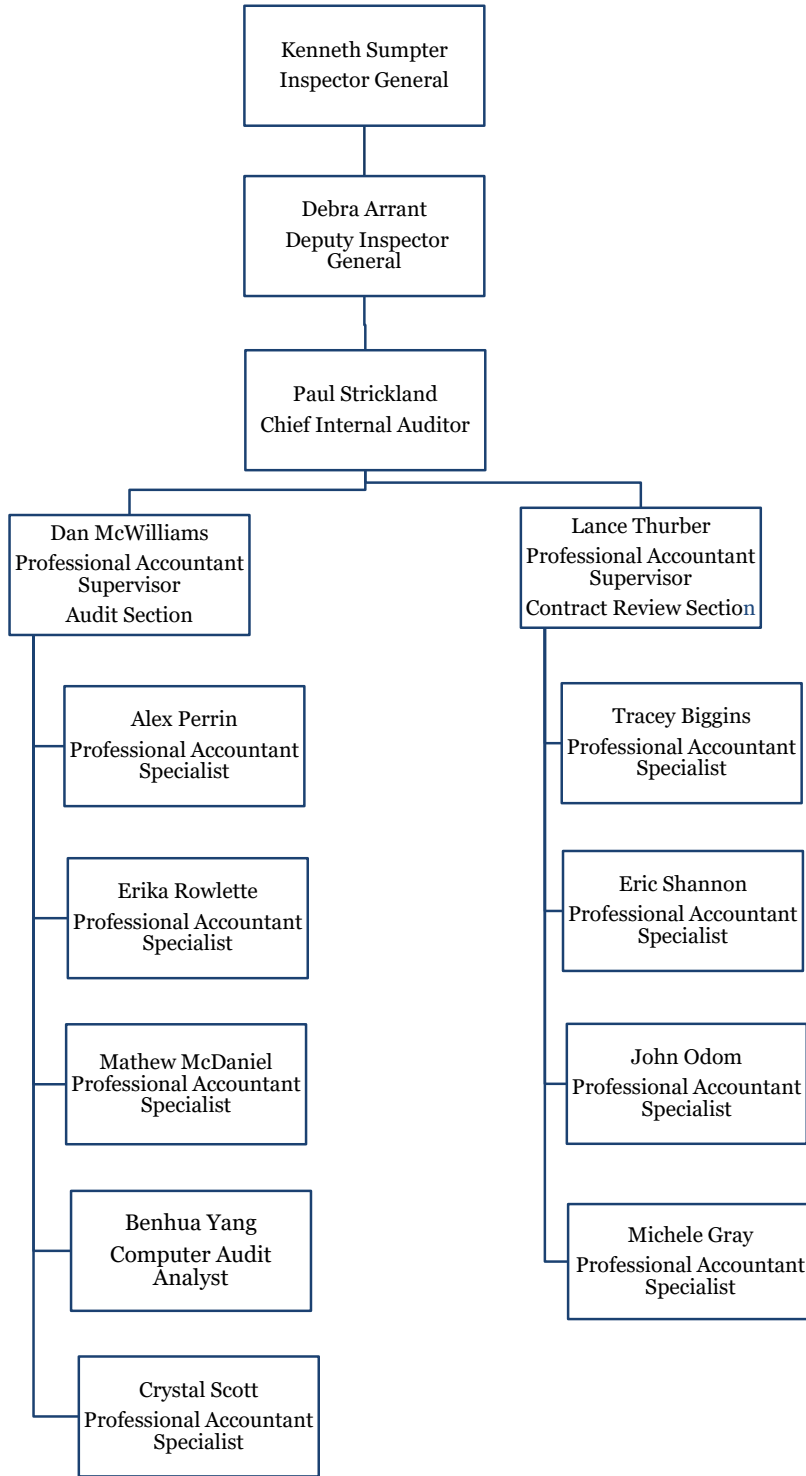 Kenneth Sumpter
Inspector General
Debra Arrant
Deputy Inspector
General
Paul Strickland
Chief Internal Auditor
Dan McWilliams
Professional Accountant
Supervisor
Audit Section
Alex Perrin
Professional Accountant
Specialist
Erika Rowlette
Professional Accountant
Specialist
Mathew McDaniel
Professional Accountant
Specialist
Benhua Yang
Computer Audit
Analyst
Crystal Scott
Professional Accountant
Specialist
Lance Thurber
Professional Accountant
Supervisor
Contract Review Section
Tracey Biggins
Professional Accountant
Specialist
Eric Shannon
Professional Accountant
Specialist
John Odom
Professional Accountant
Specialist
Michele Gray
Professional Accountant
Specialist